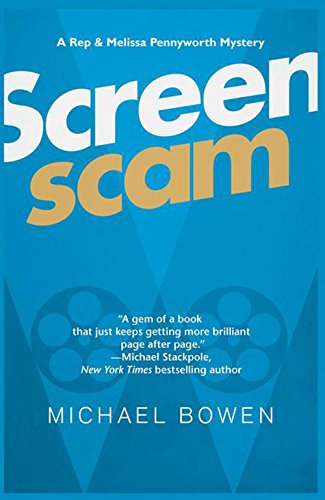 A Rep & Melissa Pennyworth Mystery
Screen
scam
“A gem of a book
that just keeps getting more brilliant
page after page.”
—Michael Stackpole,
New York Times bestselling author
MICHAEL BOWEN